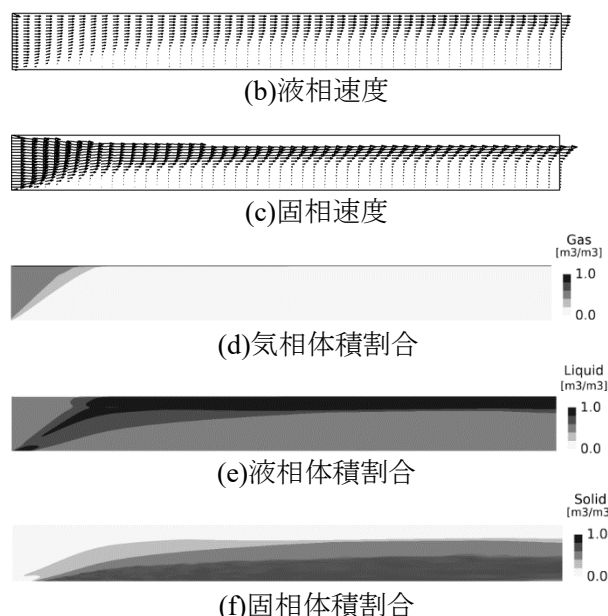 (b)液相速度
(c)固相速度
Gas
[m3/m3]
1.0
0.0
(d)気相体積割合
Liquid
[m3/m3]
1.0
0.0
(e)液相体積割合
Solid
[m3/m3
1.0
0.0
(f)固相体積割合